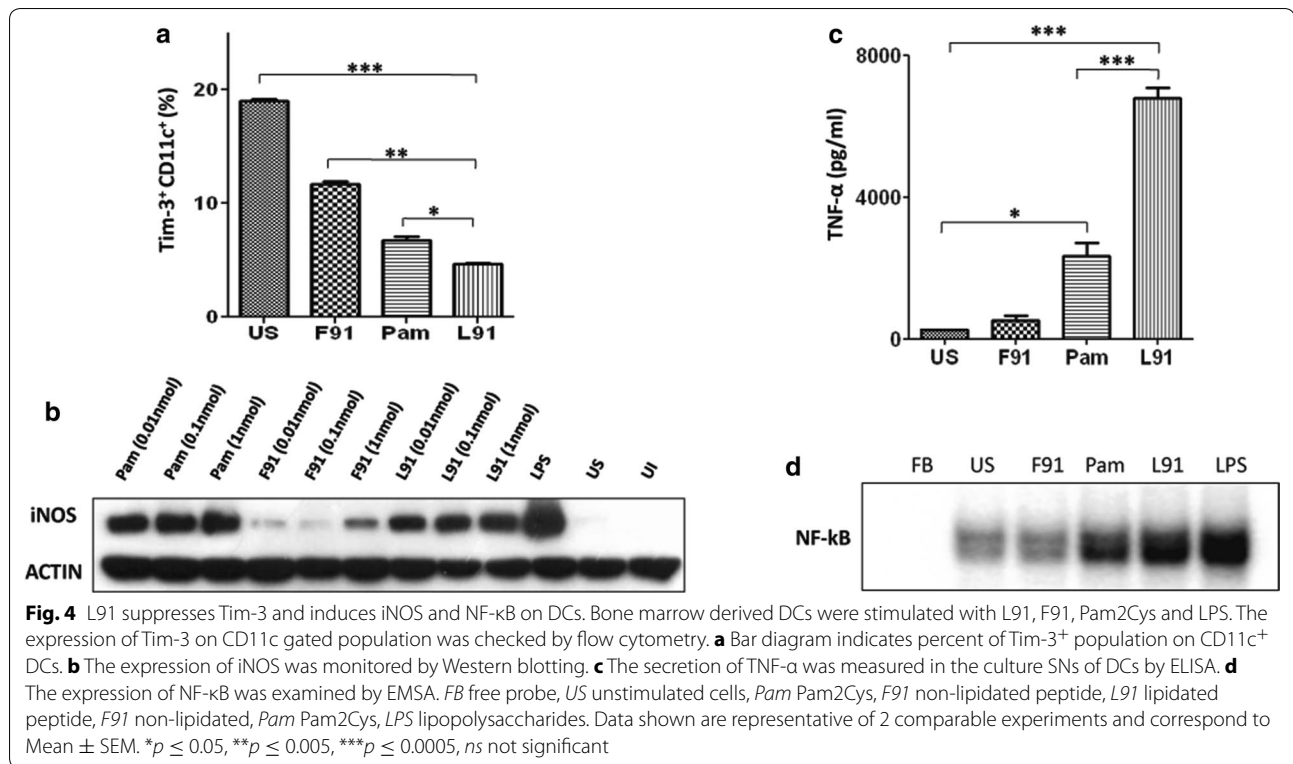 a
***
20
**
10
*
0
Tim-3⁺ CD11c⁺ (%)
US F91 Pam L91
c
***
8000
***
4000
*
0
TNF-α (pg/ml)
US F91 Pam L91
b
Pam (0.01nmol) Pam (0.1nmol) Pam (1nmol) F91 (0.01nmol) F91 (0.1nmol) F91 (1nmol) L91 (0.01nmol) L91 (0.1nmol) L91 (1nmol) LPS US UI
iNOS
ACTIN
d
FB US F91 Pam L91 LPS
NF-kB
Fig. 4 L91 suppresses Tim-3 and induces iNOS and NF-κB on DCs. Bone marrow derived DCs were stimulated with L91, F91, Pam2Cys and LPS. The
expression of Tim-3 on CD11c gated population was checked by flow cytometry. a Bar diagram indicates percent of Tim-3⁺ population on CD11c⁺
DCs. b The expression of iNOS was monitored by Western blotting. c The secretion of TNF-α was measured in the culture SNs of DCs by ELISA. d
The expression of NF-κB was examined by EMSA. FB free probe, US unstimulated cells, Pam Pam2Cys, F91 non-lipidated peptide, L91 lipidated
peptide, F91 non-lipidated, Pam Pam2Cys, LPS lipopolysaccharides. Data shown are representative of 2 comparable experiments and correspond to
Mean ± SEM. *p ≤ 0.05, **p ≤ 0.005, ***p ≤ 0.0005, ns not significant